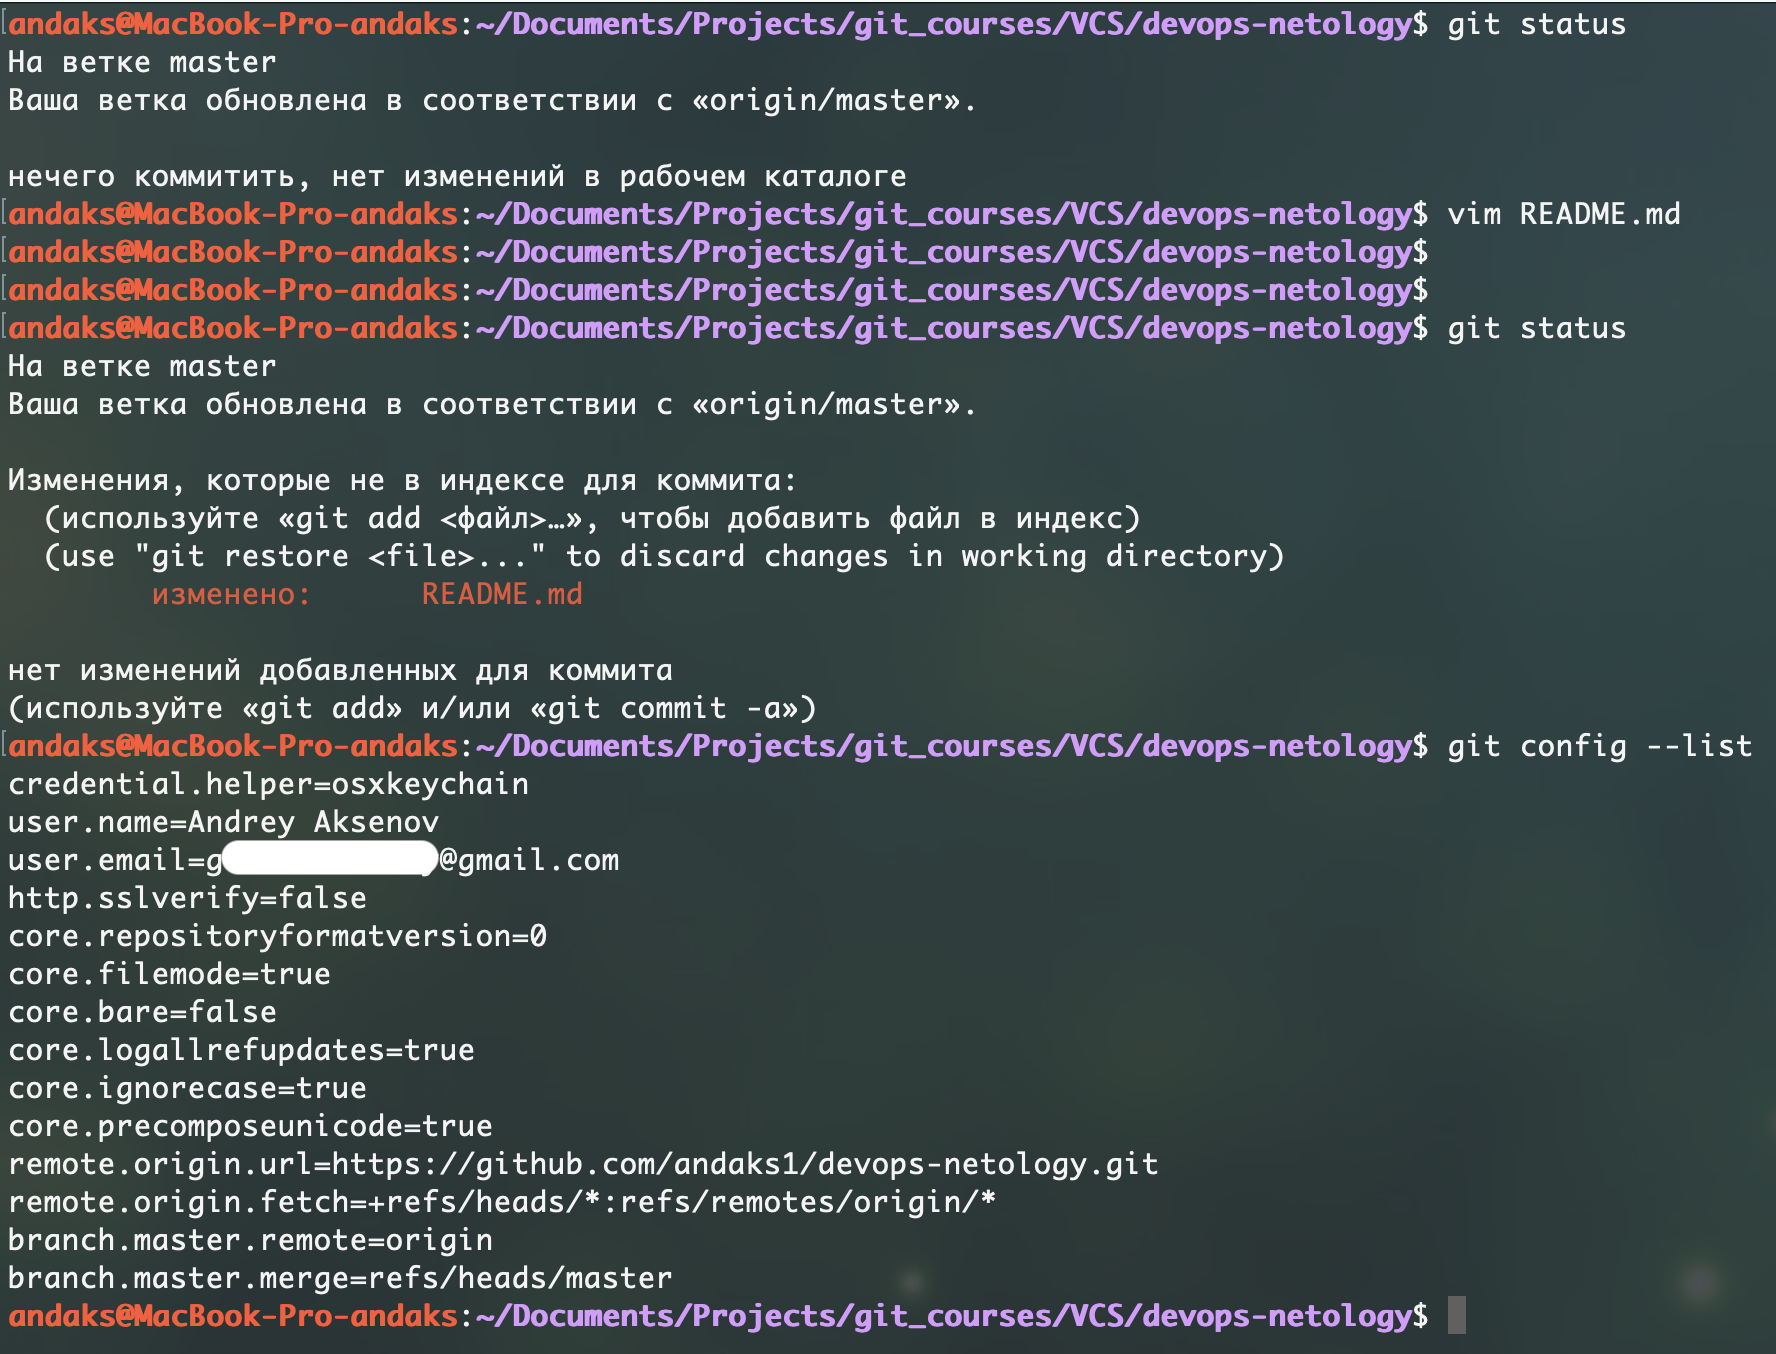 andaks@MacBook-Pro-andaks:~/Documents/Projects/git_courses/VCS/devops-netology$ git status
На ветке master
Ваша ветка обновлена в соответствии с «origin/master».
нечего коммитить, нет изменений в рабочем каталоге
andaks@MacBook-Pro-andaks:~/Documents/Projects/git_courses/VCS/devops-netology$ vim README.md
andaks@MacBook-Pro-andaks:~/Documents/Projects/git_courses/VCS/devops-netology$
andaks@MacBook-Pro-andaks:~/Documents/Projects/git_courses/VCS/devops-netology$
andaks@MacBook-Pro-andaks:~/Documents/Projects/git_courses/VCS/devops-netology$ git status
На ветке master
Ваша ветка обновлена в соответствии с «origin/master».
Изменения, которые не в индексе для коммита:
  (используйте «git add <файл>…», чтобы добавить файл в индекс)
  (use "git restore <file>..." to discard changes in working directory)
        изменено:      README.md
нет изменений добавленных для коммита
(используйте «git add» и/или «git commit -a»)
andaks@MacBook-Pro-andaks:~/Documents/Projects/git_courses/VCS/devops-netology$ git config --list
credential.helper=osxkeychain
user.name=Andrey Aksenov
user.email=g @gmail.com
http.sslverify=false
core.repositoryformatversion=0
core.filemode=true
core.bare=false
core.logallrefupdates=true
core.ignorecase=true
core.precomposeunicode=true
remote.origin.url=https://github.com/andaks1/devops-netology.git
remote.origin.fetch=+refs/heads/*:refs/remotes/origin/*
branch.master.remote=origin
branch.master.merge=refs/heads/master
andaks@MacBook-Pro-andaks:~/Documents/Projects/git_courses/VCS/devops-netology$